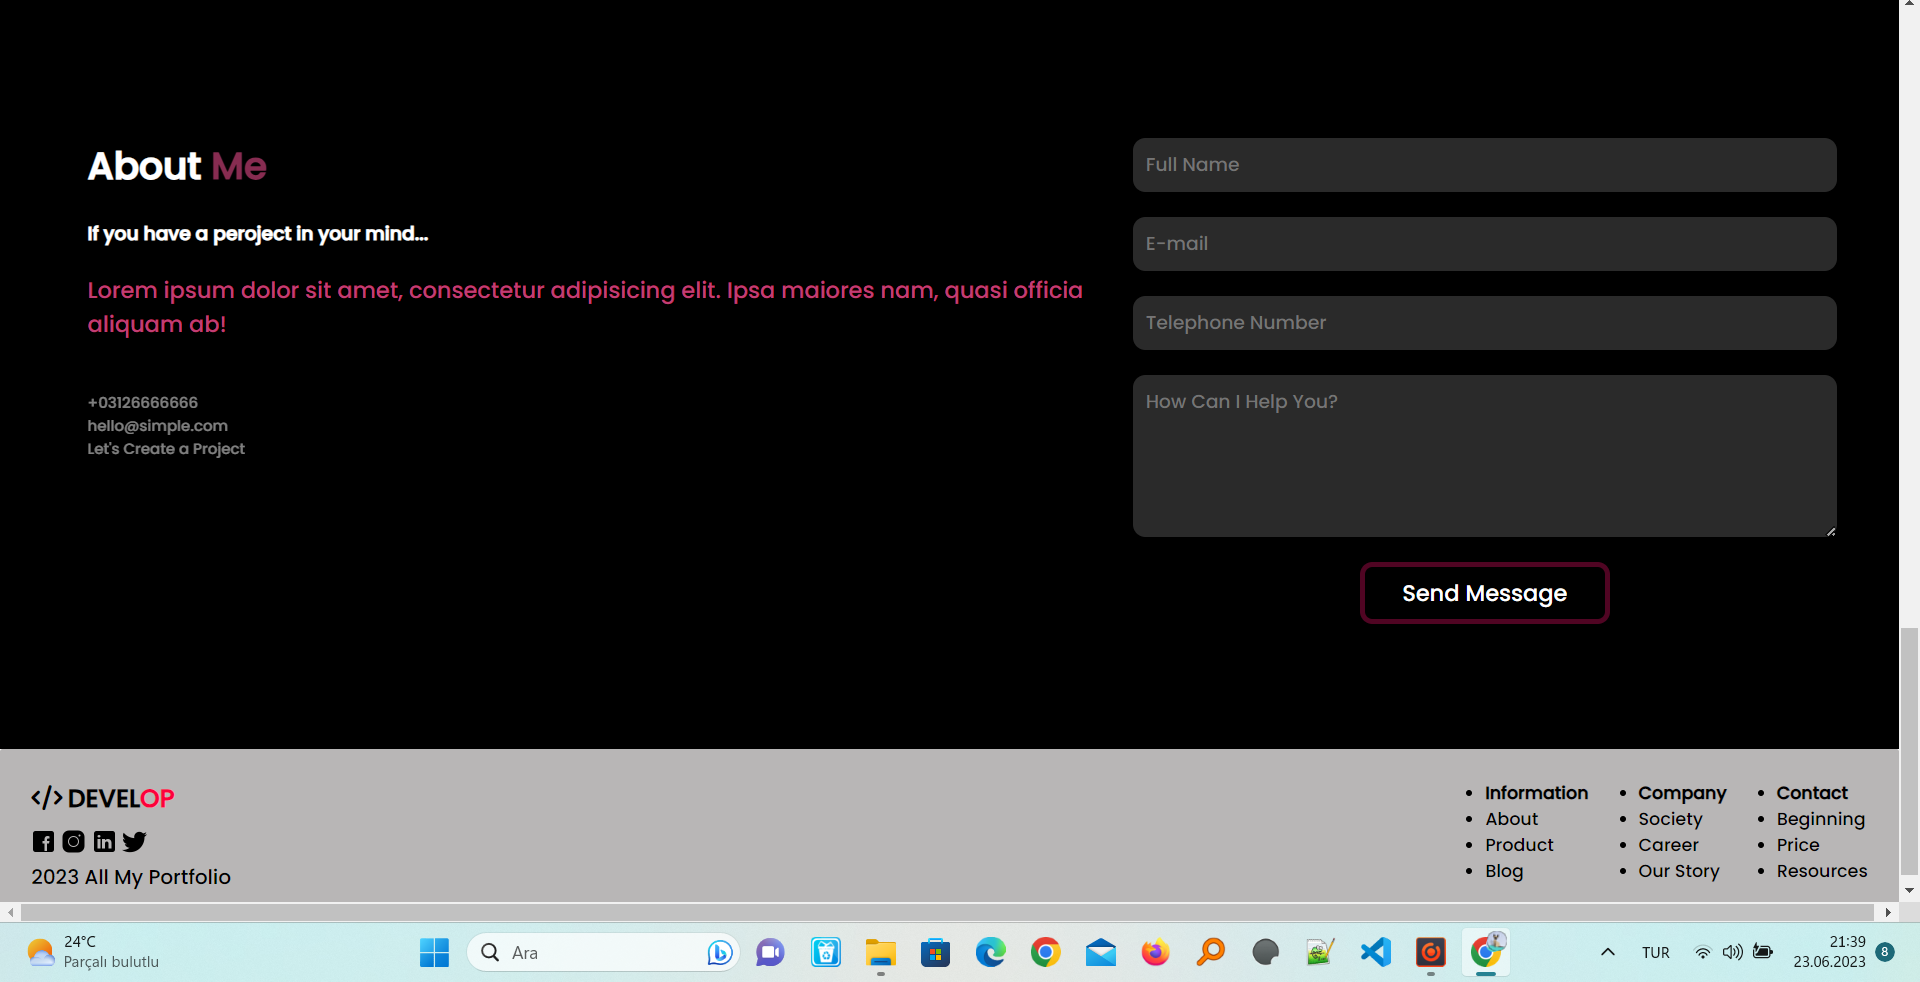 About Me
If you have a peroject in your mind...
Lorem ipsum dolor sit amet, consectetur adipisicing elit. Ipsa maiores nam, quasi officia
aliquam ab!
+03126666666
hello@simple.com
Let's Create a Project
Full Name
E-mail
Telephone Number
How Can I Help You?
Send Message
</> DEVELOP
2023 All My Portfolio
Information
About
Product
Blog
Company
Society
Career
Our Story
Contact
Beginning
Price
Resources
24°C
Parçalı bulutlu
Ara
TUR
21:39
23.06.2023
8